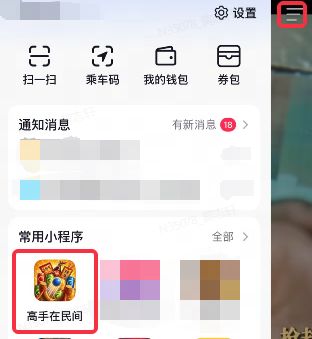 设置
扫一扫 乘车码 我的钱包 券包
通知消息 有新消息 18
常用小程序 全部
高手在民间